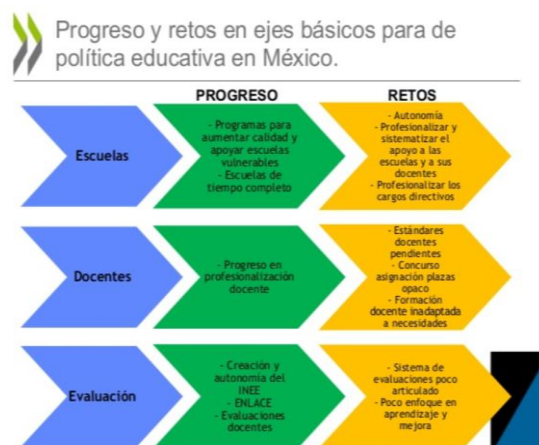 Progreso y retos en ejes básicos para de
política educativa en México.
PROGRESO
RETOS
Escuelas
- Programas para
aumentar calidad y
apoyar escuelas
vulnerables
- Escuelas de
tiempo completo
- Autonomía
- Profesionalizar y
sistematizar el
apoyo a las
escuelas y a sus
docentes
- Profesionalizar los
cargos directivos
Docentes
- Progreso en
profesionalización
docente
- Estándares
docentes
pendientes
- Concurso
asignación plazas
opaco
- Formación
docente inadaptada
a necesidades
Evaluación
- Creación y
autonomía del
INEE
- ENLACE
- Evaluaciones
docentes
- Sistema de
evaluaciones poco
articulado
- Poco enfoque en
aprendizaje y
mejora